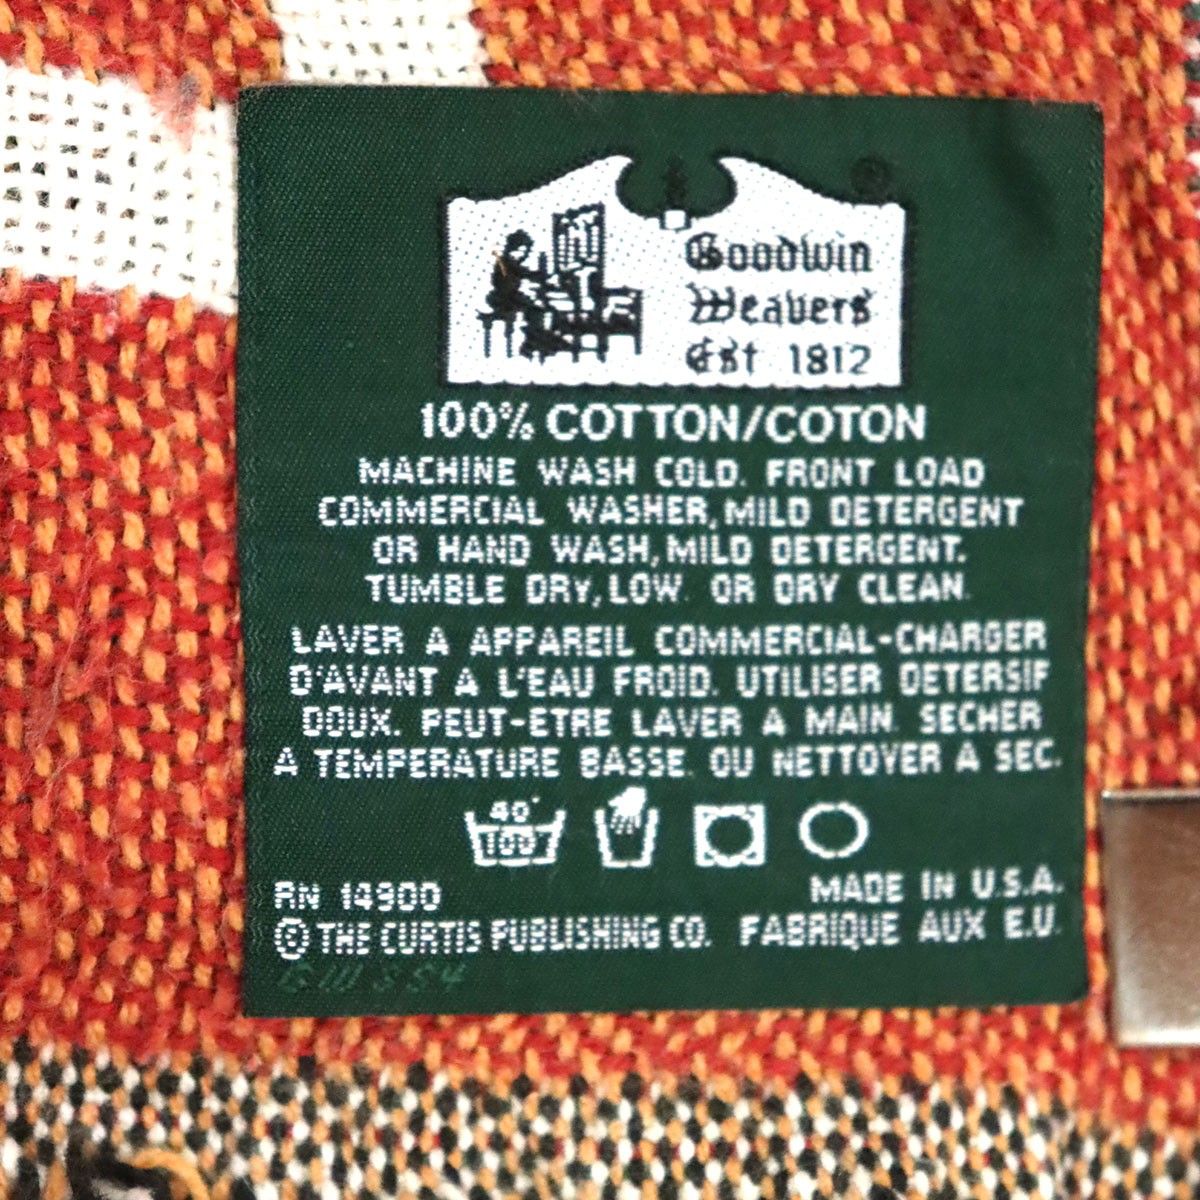 Goodwin
Weavers
Est 1812
100% COTTON/COTON
MACHINE WASH COLD. FRONT LOAD
COMMERCIAL WASHER, MILD DETERGENT
OR HAND WASH, MILD DETERGENT.
TUMBLE DRY, LOW. OR DRY CLEAN.
LAVER A APPAREIL COMMERCIAL-CHARGER
D'AVANT A L'EAU FROID. UTILISER DETERSIF
DOUX. PEUT-ETRE LAVER A MAIN. SECHER
A TEMPERATURE BASSE. OU NETTOYER A SEC.
40°
100°
RN 14900 MADE IN U.S.A.
© THE CURTIS PUBLISHING CO. FABRIQUE AUX E.U.